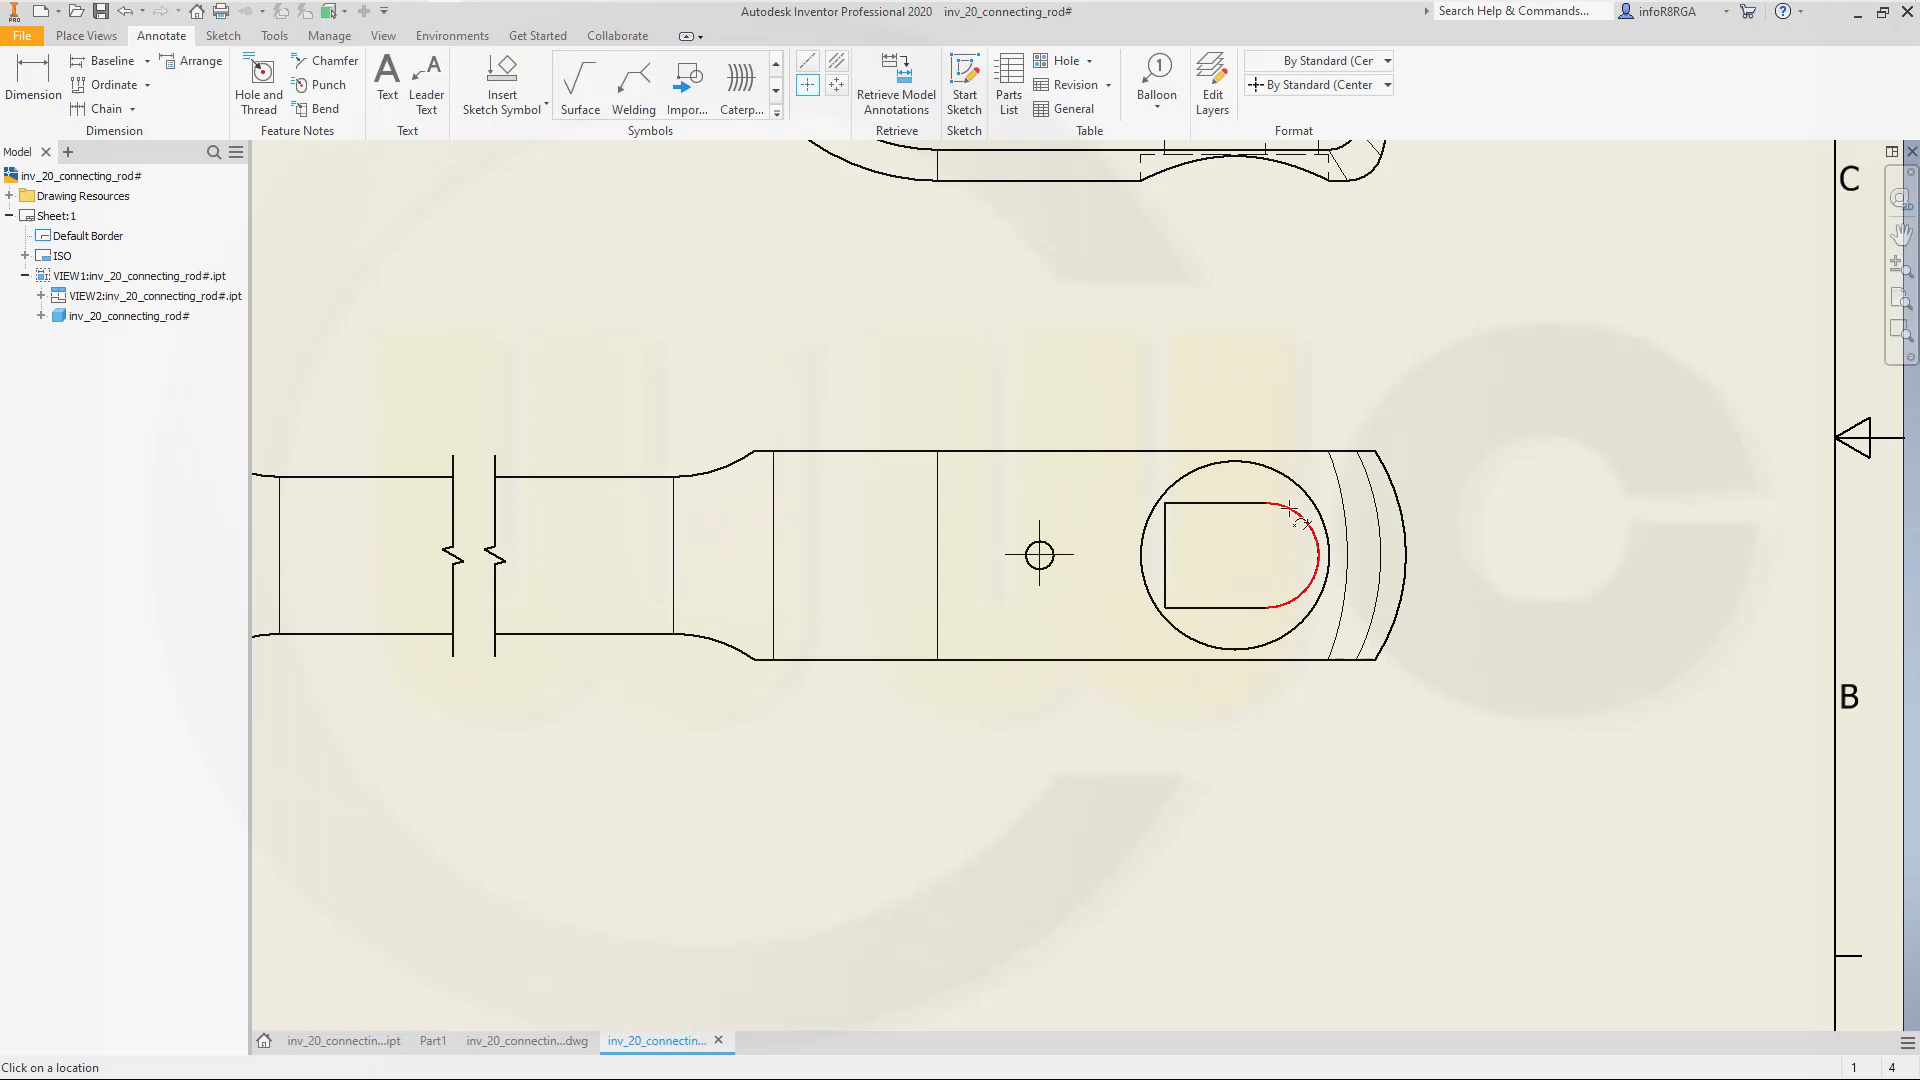 Autodesk Inventor Professional 2020 inv_20_connecting_rod#
Search Help & Commands...
infoR8RGA
PRO
File Place Views Annotate Sketch Tools Manage View Environments Get Started Collaborate
Dimension
Baseline
Ordinate
Chain
Arrange
Dimension
Hole and Thread
Chamfer
Punch
Bend
Feature Notes
Text
Leader Text
Text
Insert Sketch Symbol
Surface
Welding
Impor...
Caterp...
Symbols
Retrieve Model Annotations
Retrieve
Start Sketch
Sketch
Parts List
Hole
Revision
General
Table
1
Balloon
Edit Layers
By Standard (Cer
By Standard (Center
Format
Model
inv_20_connecting_rod#
Drawing Resources
Sheet:1
Default Border
ISO
VIEW1:inv_20_connecting_rod#.ipt
VIEW2:inv_20_connecting_rod#.ipt
inv_20_connecting_rod#
C
2D
B
inv_20_connectin...ipt Part1 inv_20_connectin...dwg inv_20_connectin...
Click on a location
1 4